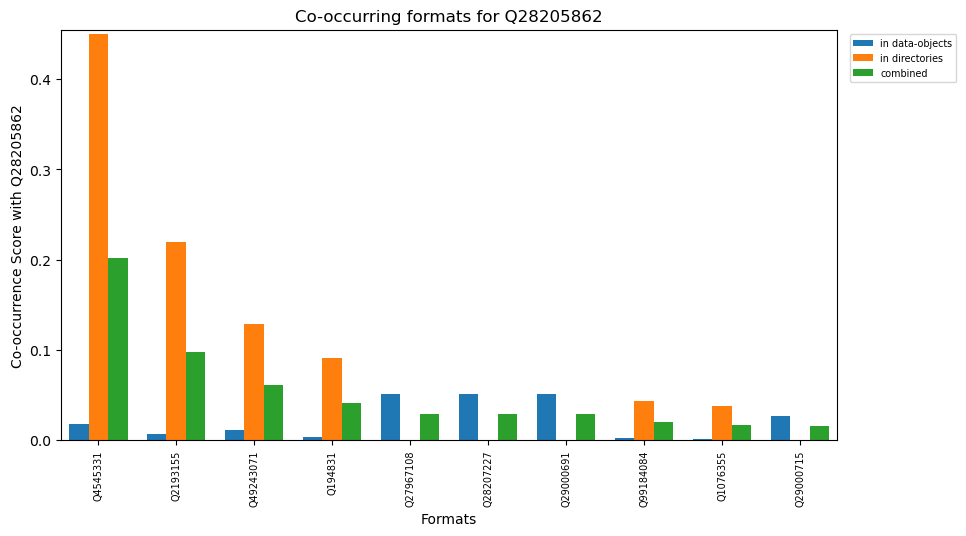 Co-occurring formats for Q28205862
in data-objects
in directories
combined
Co-occurrence Score with Q28205862
0.4
0.3
0.2
0.1
0.0
Q4545331
Q2193155
Q49243071
Q194831
Q27967108
Q28207227
Q29000691
Q99184084
Q1076355
Q29000715
Formats